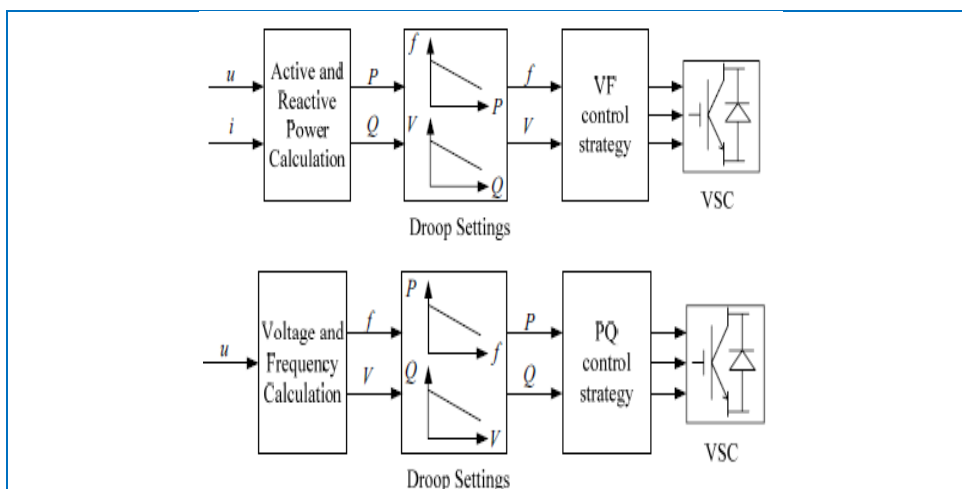 u
i
Active and
Reactive
Power
Calculation
P
Q
f
P
V
Q
Droop Settings
f
V
VF
control
strategy
VSC
u
Voltage and
Frequency
Calculation
f
V
P
f
Q
V
Droop Settings
P
Q
PQ
control
strategy
VSC